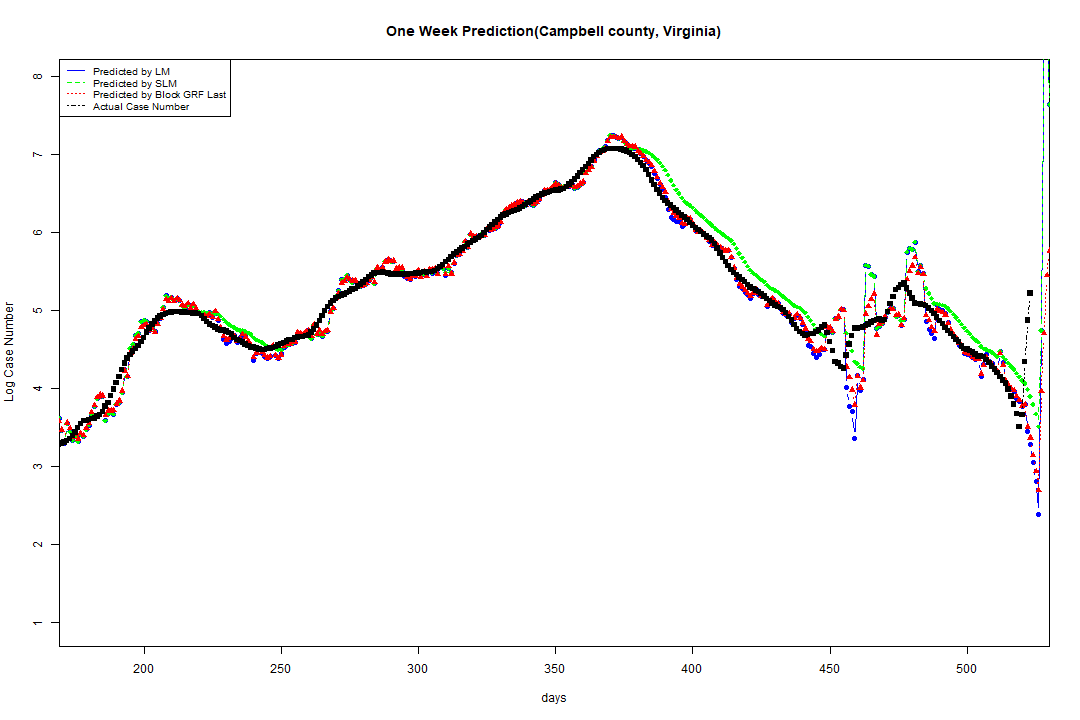 One Week Prediction(Campbell county, Virginia)
Predicted by LM
Predicted by SLM
Predicted by Block GRF Last
Actual Case Number
Log Case Number
8
7
6
5
4
3
2
1
200 250 300 350 400 450 500
days